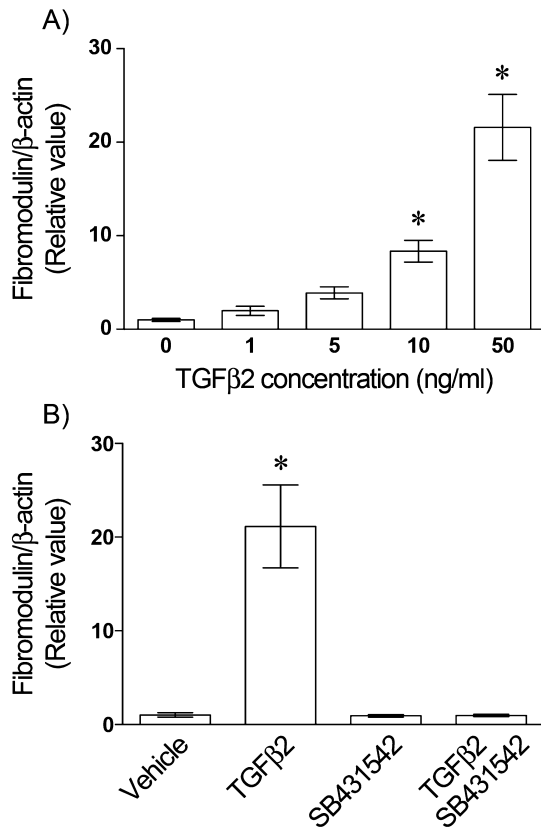 A)
Fibromodulin/β-actin
(Relative value)
30
20
10
0
*
*
0 1 5 10 50
TGFβ2 concentration (ng/ml)
B)
Fibromodulin/β-actin
(Relative value)
30
20
10
0
*
Vehicle
TGFβ2
SB431542
TGFβ2
SB431542